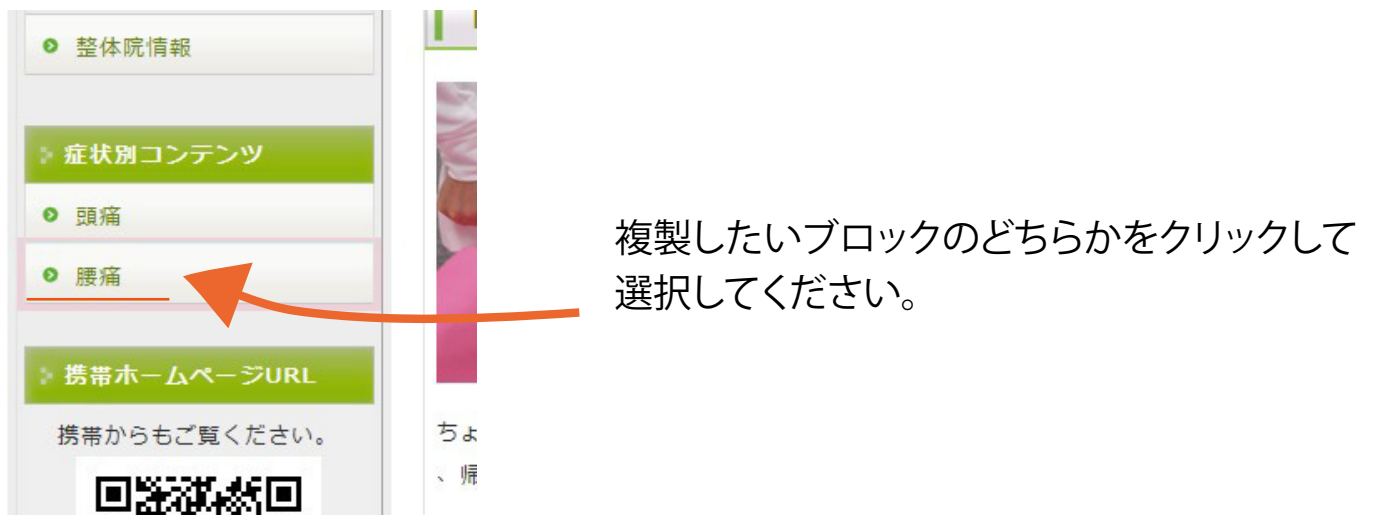 整体院情報
症状別コンテンツ
頭痛
腰痛
携帯ホームページURL
携帯からもご覧ください。
ちょ
、帰
複製したいブロックのどちらかをクリックして
選択してください。